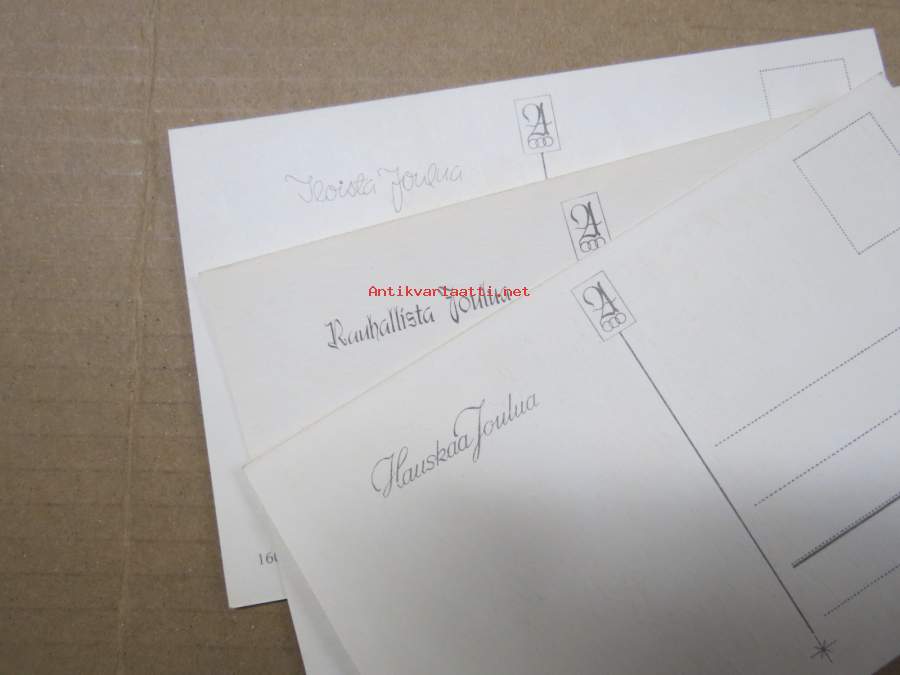 A
Iloista Joulua
A
Antikvariaatti.net
Rauhallista Joulua
A
Hauskaa Joulua